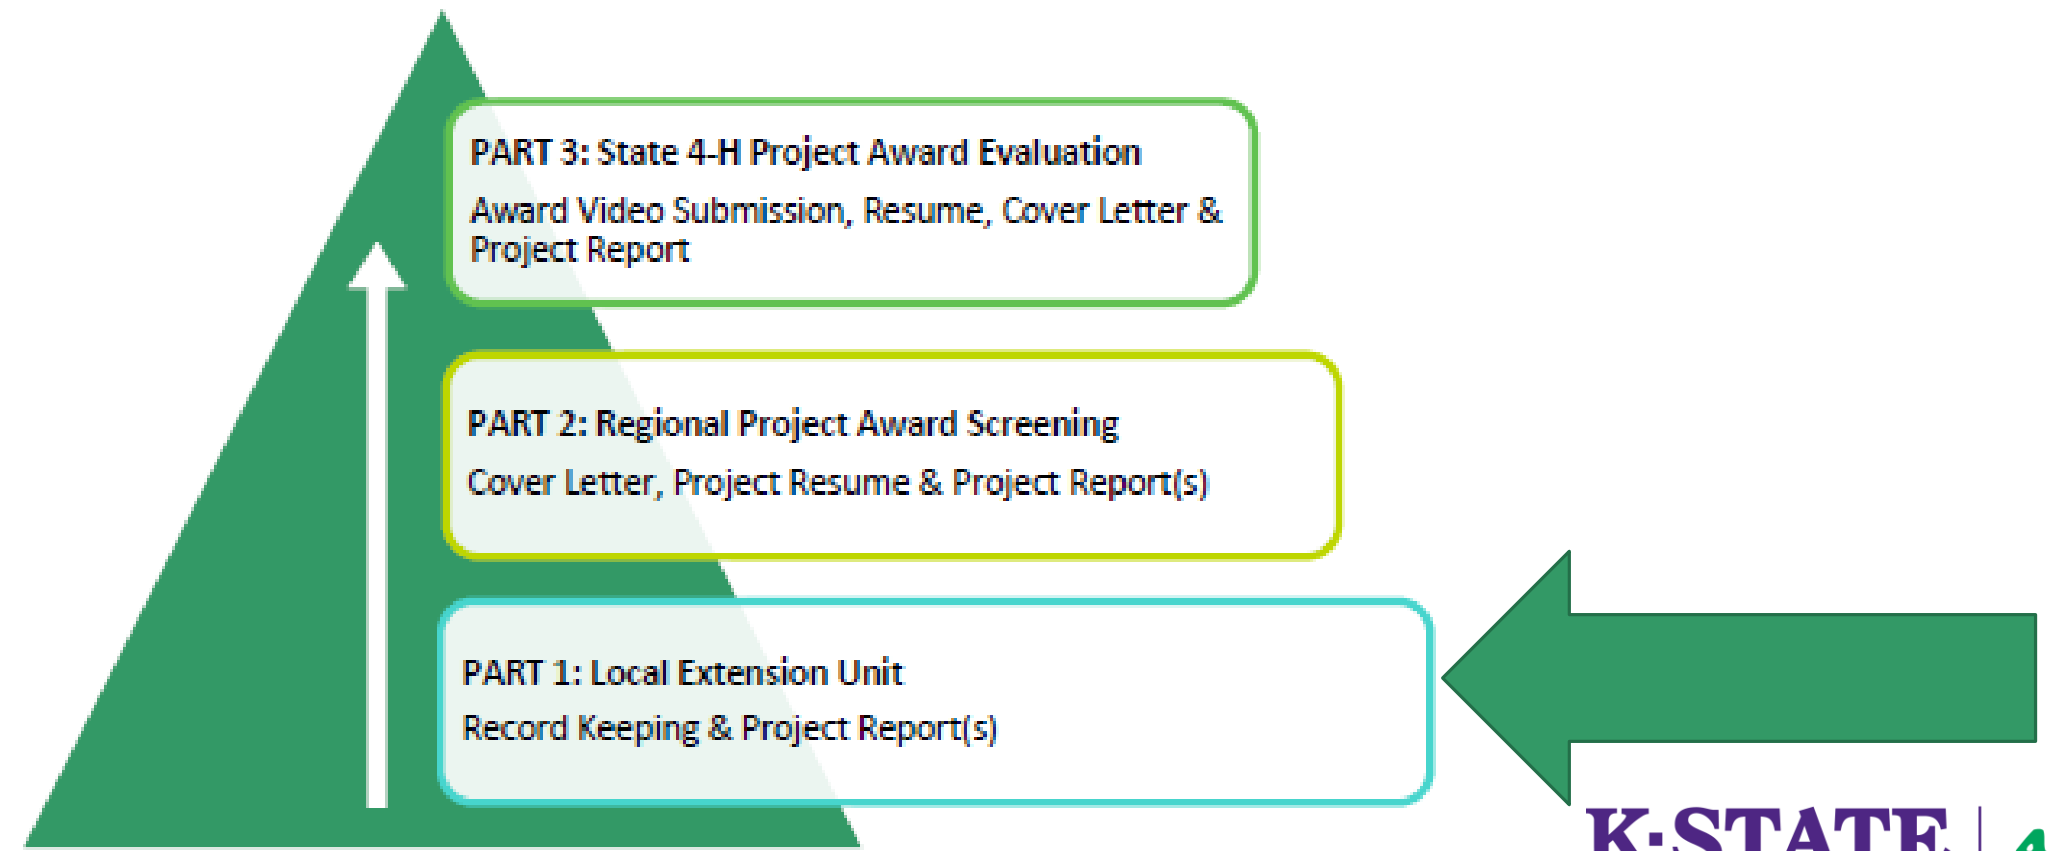 PART 3: State 4-H Project Award Evaluation
Award Video Submission, Resume, Cover Letter &
Project Report
PART 2: Regional Project Award Screening
Cover Letter, Project Resume & Project Report(s)
PART 1: Local Extension Unit
Record Keeping & Project Report(s)
K-STATE